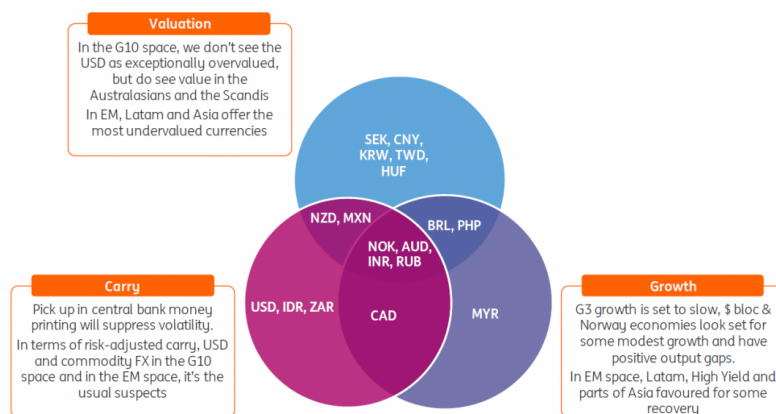 Valuation
In the G10 space, we don't see the
USD as exceptionally overvalued,
but do see value in the
Australasians and the Scandis
In EM, Latam and Asia offer the
most undervalued currencies
SEK, CNY,
KRW, TWD,
HUF
NZD, MXN
BRL, PHP
NOK, AUD,
INR, RUB
USD, IDR, ZAR
CAD
MYR
Carry
Pick up in central bank money
printing will suppress volatility.
In terms of risk-adjusted carry, USD
and commodity FX in the G10
space and in the EM space, it's the
usual suspects
Growth
G3 growth is set to slow, $ bloc &
Norway economies look set for
some modest growth and have
positive output gaps.
In EM space, Latam, High Yield and
parts of Asia favoured for some
recovery